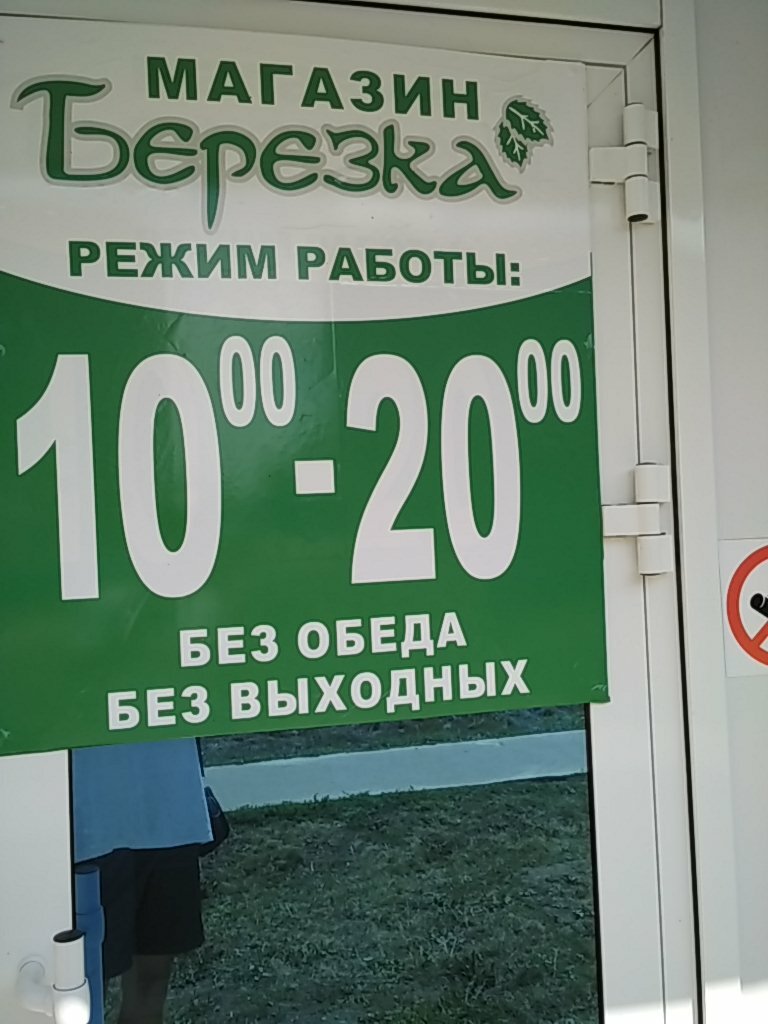 МАГАЗИН
БЕРЕЗКА
РЕЖИМ РАБОТЫ:
10⁰⁰-20⁰⁰
БЕЗ ОБЕДА
БЕЗ ВЫХОДНЫХ